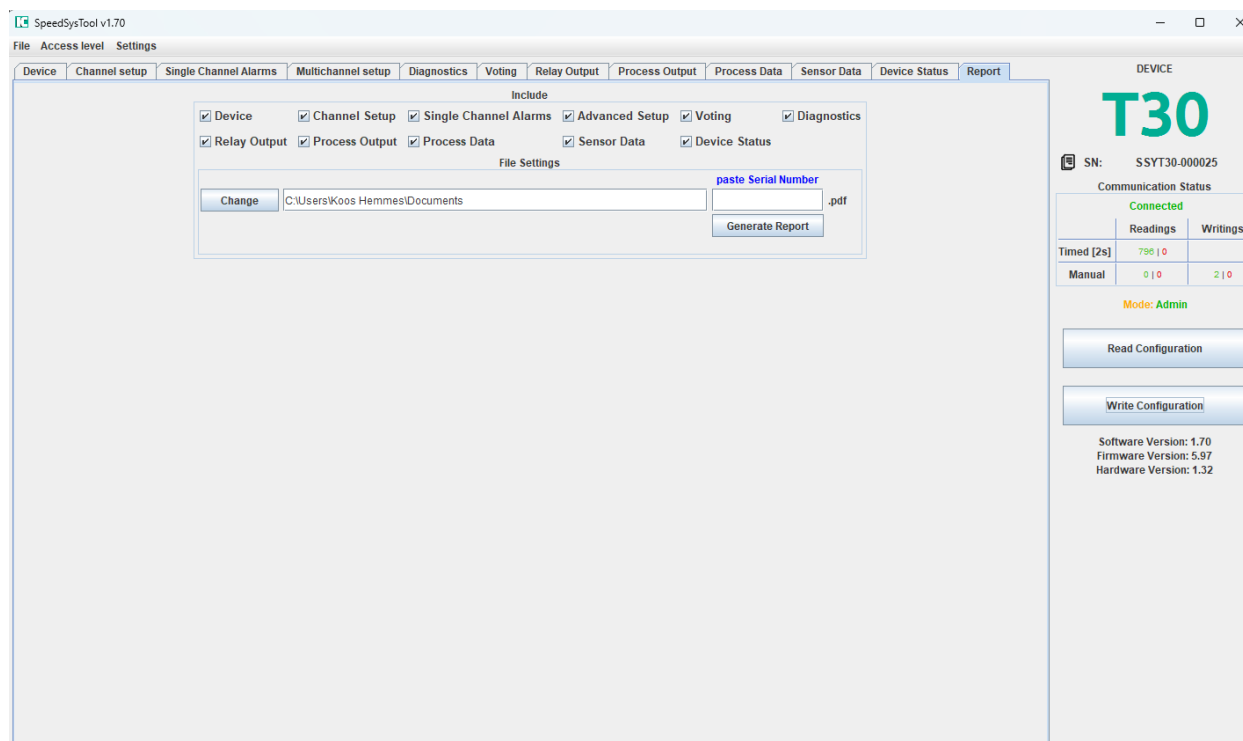 SpeedSysTool v1.70
File Access level Settings
Device Channel setup Single Channel Alarms Multichannel setup Diagnostics Voting Relay Output Process Output Process Data Sensor Data Device Status Report
Include
Device Channel Setup Single Channel Alarms Advanced Setup Voting Diagnostics
Relay Output Process Output Process Data Sensor Data Device Status
File Settings
paste Serial Number
Change C:\Users\Koos Hemmes\Documents .pdf
Generate Report
DEVICE
T30
SN: SSYT30-000025
Communication Status
Connected
Readings Writings
Timed [2s] 796 | 0
Manual 0 | 0 2 | 0
Mode: Admin
Read Configuration
Write Configuration
Software Version: 1.70
Firmware Version: 5.97
Hardware Version: 1.32